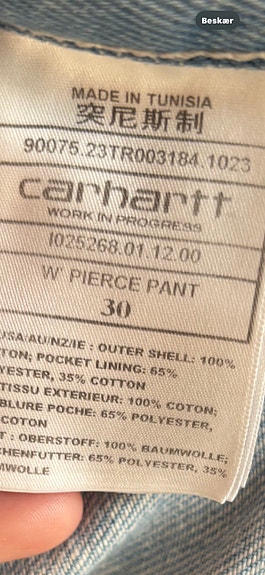 Beskær
MADE IN TUNISIA
突尼斯制
90075.23TR003184.1023
carhartt
WORK IN PROGRESS
I025268.01.12.00
W' PIERCE PANT
30
USA/AU/NZ/IE : OUTER SHELL: 100%
TON; POCKET LINING: 65%
YESTER, 35% COTTON
TISSU EXTERIEUR: 100% COTON;
BLURE POCHE: 65% POLYESTER,
COTON
T : OBERSTOFF: 100% BAUMWOLLE;
CHENFUTTER: 65% POLYESTER, 35%
MWOLLE